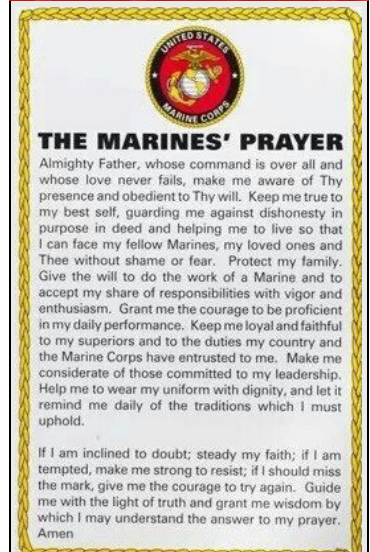 UNITED STATES
MARINE CORPS
THE MARINES' PRAYER
Almighty Father, whose command is over all and
whose love never fails, make me aware of Thy
presence and obedient to Thy will. Keep me true to
my best self, guarding me against dishonesty in
purpose in deed and helping me to live so that
I can face my fellow Marines, my loved ones and
Thee without shame or fear. Protect my family.
Give the will to do the work of a Marine and to
accept my share of responsibilities with vigor and
enthusiasm. Grant me the courage to be proficient
in my daily performance. Keep me loyal and faithful
to my superiors and to the duties my country and
the Marine Corps have entrusted to me. Make me
considerate of those committed to my leadership.
Help me to wear my uniform with dignity, and let it
remind me daily of the traditions which I must
uphold.
If I am inclined to doubt; steady my faith; if I am
tempted, make me strong to resist; if I should miss
the mark, give me the courage to try again. Guide
me with the light of truth and grant me wisdom by
which I may understand the answer to my prayer.
Amen